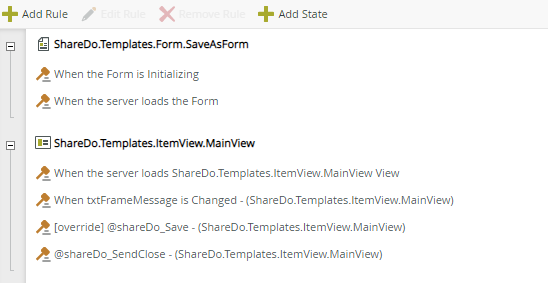 Add Rule Edit Rule Remove Rule Add State
ShareDo.Templates.Form.SaveAsForm
When the Form is Initializing
When the server loads the Form
ShareDo.Templates.ItemView.MainView
When the server loads ShareDo.Templates.ItemView.MainView View
When txtFrameMessage is Changed - (ShareDo.Templates.ItemView.MainView)
[override] @shareDo_Save - (ShareDo.Templates.ItemView.MainView)
@shareDo_SendClose - (ShareDo.Templates.ItemView.MainView)